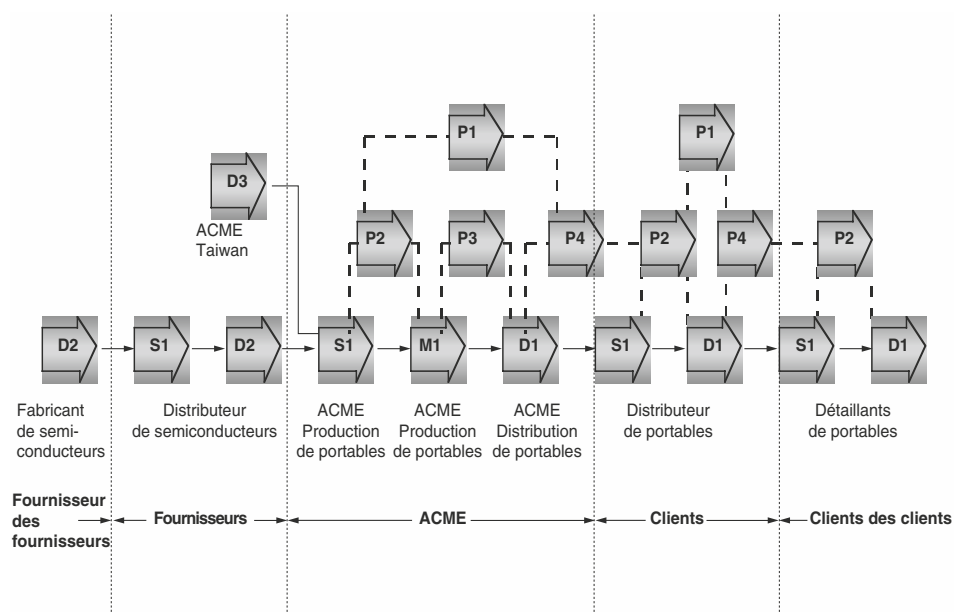 P1
P1
D3
ACME
Taiwan
P2
P3
P4
P2
P4
P2
D2
S1
D2
S1
M1
D1
S1
D1
S1
D1
Fabricant
de semi-
conducteurs
Distributeur
de semiconducteurs
ACME
Production
de portables
ACME
Production
de portables
ACME
Distribution
de portables
Distributeur
de portables
Détaillants
de portables
Fournisseur
des
fournisseurs
Fournisseurs
ACME
Clients
Clients des clients